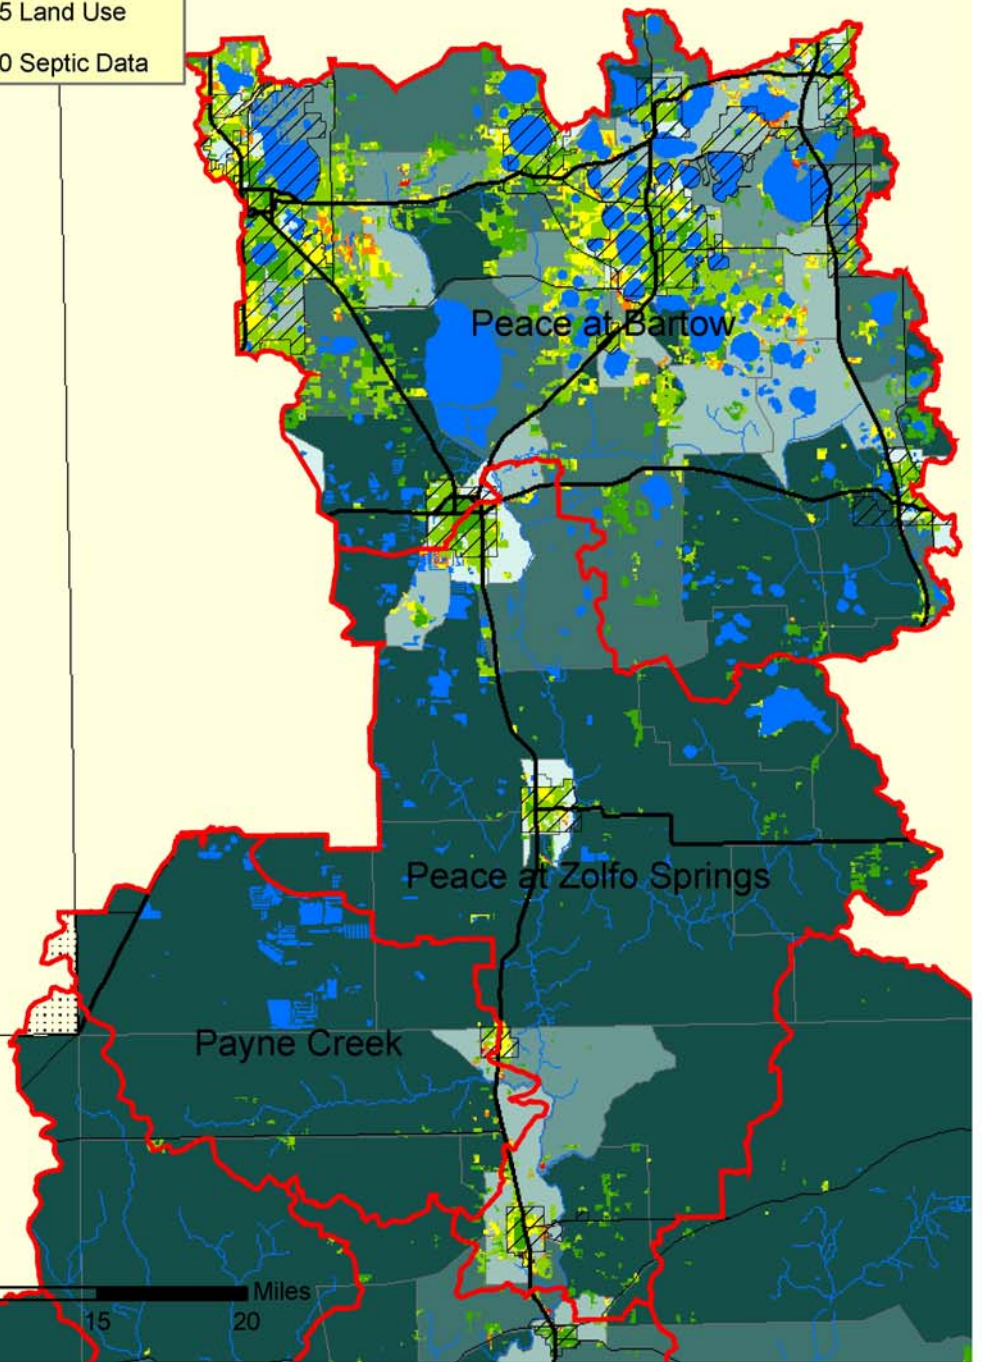 5 Land Use
0 Septic Data
Peace at Bartow
Peace at Zolfo Springs
Payne Creek
Miles
15 20